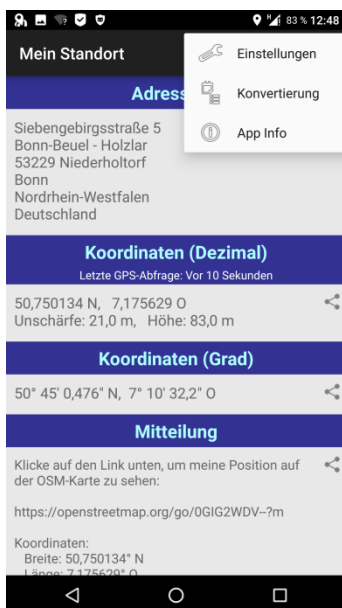 83 % 12:48
Mein Standort
Einstellungen
Konvertierung
App Info
Adress
Siebengebirgsstraße 5
Bonn-Beuel - Holzlar
53229 Niederholtorf
Bonn
Nordrhein-Westfalen
Deutschland
Koordinaten (Dezimal)
Letzte GPS-Abfrage: Vor 10 Sekunden
50,750134 N, 7,175629 O
Unschärfe: 21,0 m, Höhe: 83,0 m
Koordinaten (Grad)
50° 45' 0,476" N, 7° 10' 32,2" O
Mitteilung
Klicke auf den Link unten, um meine Position auf
der OSM-Karte zu sehen:
https://openstreetmap.org/go/0GIG2WDV--?m
Koordinaten:
Breite: 50,750134° N
Länge: 7,175629° O